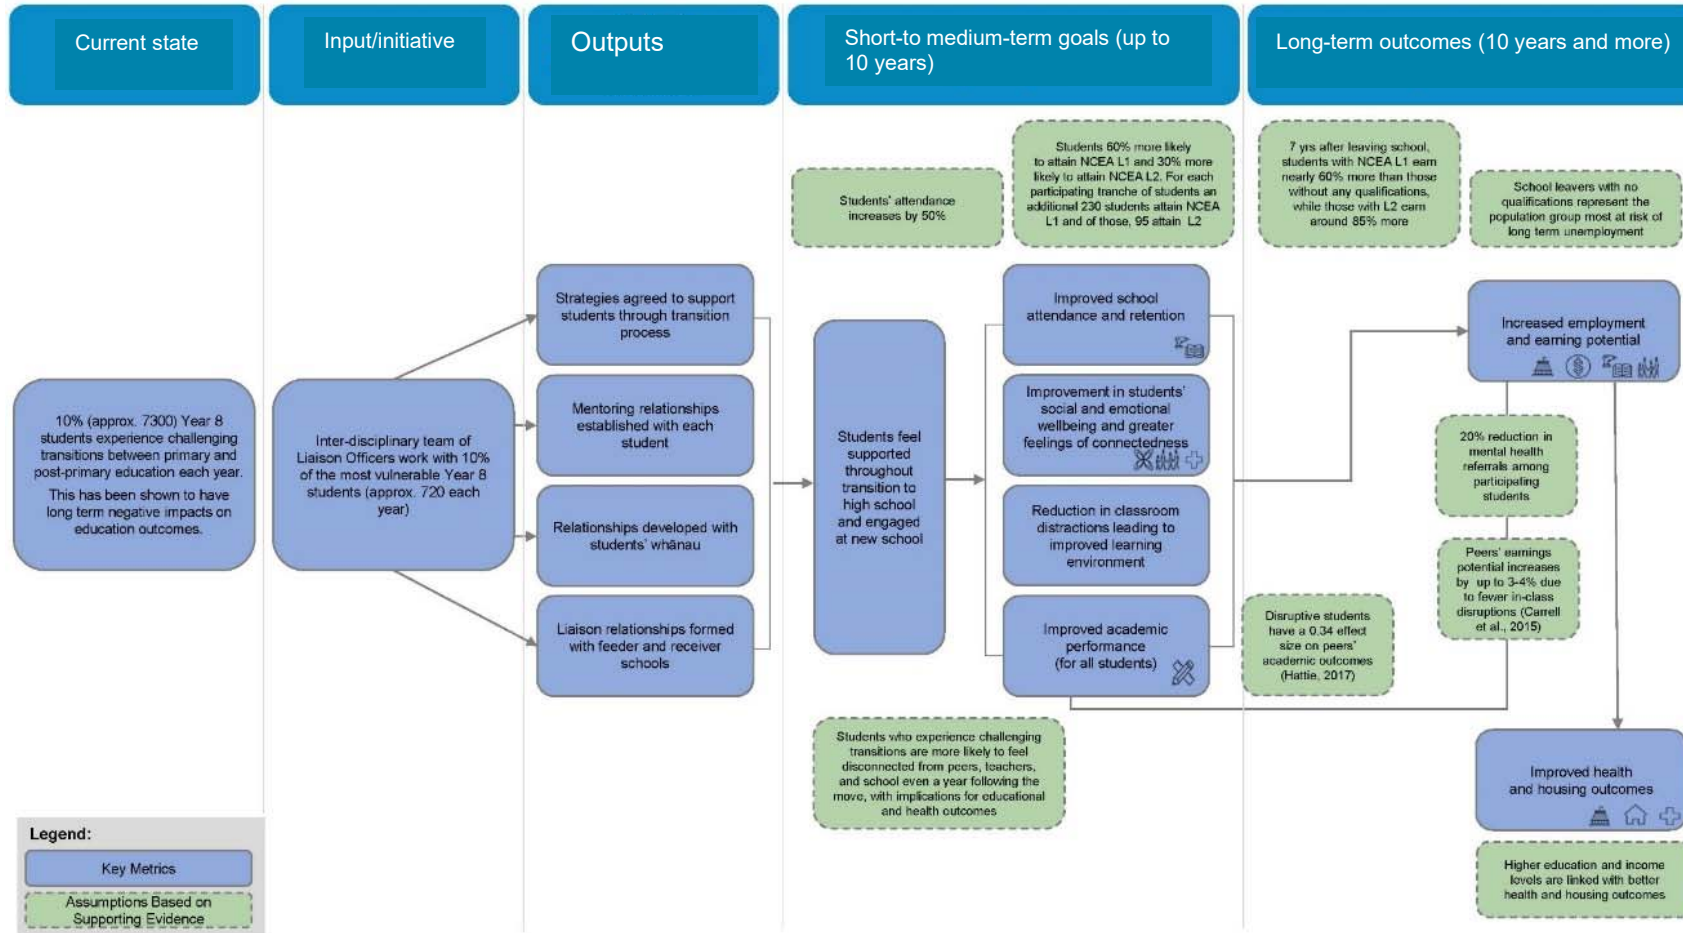 Current state
Input/initiative
Outputs
Short-to medium-term goals (up to
10 years)
Long-term outcomes (10 years and more)
Students' attendance
increases by 50%
Students 60% more likely
to attain NCEA L1 and 30% more
likely to attain NCEA L2. For each
participating tranche of students an
additional 230 students attain NCEA
L1 and of those, 95 attain L2
7 yrs after leaving school,
students with NCEA L1 earn
nearly 60% more than those
without any qualifications,
while those with L2 earn
around 85% more
School leavers with no
qualifications represent the
population group most at risk of
long term unemployment
10% (approx. 7300) Year 8
students experience challenging
transitions between primary and
post-primary education each year.
This has been shown to have
long term negative impacts on
education outcomes.
Inter-disciplinary team of
Liaison Officers work with 10%
of the most vulnerable Year 8
students (approx. 720 each
year)
Strategies agreed to support
students through transition
process
Mentoring relationships
established with each
student
Relationships developed with
students' whānau
Liaison relationships formed
with feeder and receiver
schools
Students feel
supported
throughout
transition to
high school
and engaged
at new school
Improved school
attendance and retention
Improvement in students'
social and emotional
wellbeing and greater
feelings of connectedness
Reduction in classroom
distractions leading to
improved learning
environment
Improved academic
performance
(for all students)
Increased employment
and earning potential
20% reduction in
mental health
referrals among
participating
students
Peers' earnings
potential increases
by up to 3-4% due
to fewer in-class
disruptions (Carrell
et al., 2015)
Disruptive students
have a 0.34 effect
size on peers'
academic outcomes
(Hattie, 2017)
Students who experience challenging
transitions are more likely to feel
disconnected from peers, teachers,
and school even a year following the
move, with implications for educational
and health outcomes
Improved health
and housing outcomes
Higher education and income
levels are linked with better
health and housing outcomes
Legend:
Key Metrics
Assumptions Based on
Supporting Evidence